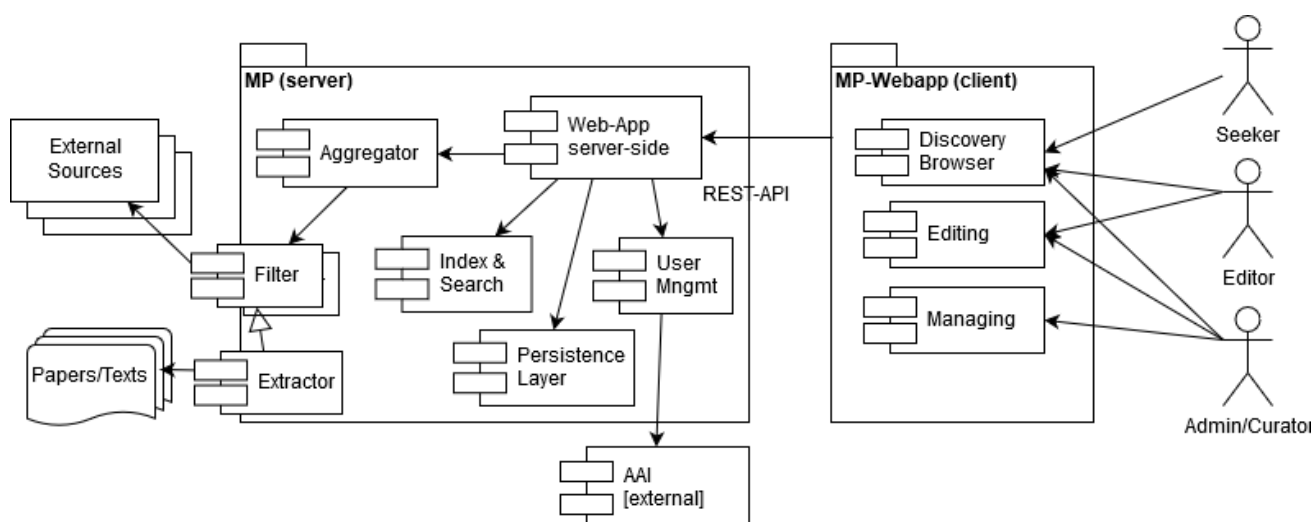 MP (server)
MP-Webapp (client)
Seeker
External
Sources
Aggregator
Web-App
server-side
Discovery
Browser
REST-API
Editing
Editor
Filter
Index &
Search
User
Mngmt
Managing
Papers/Texts
Extractor
Persistence
Layer
Admin/Curator
AAI
[external]